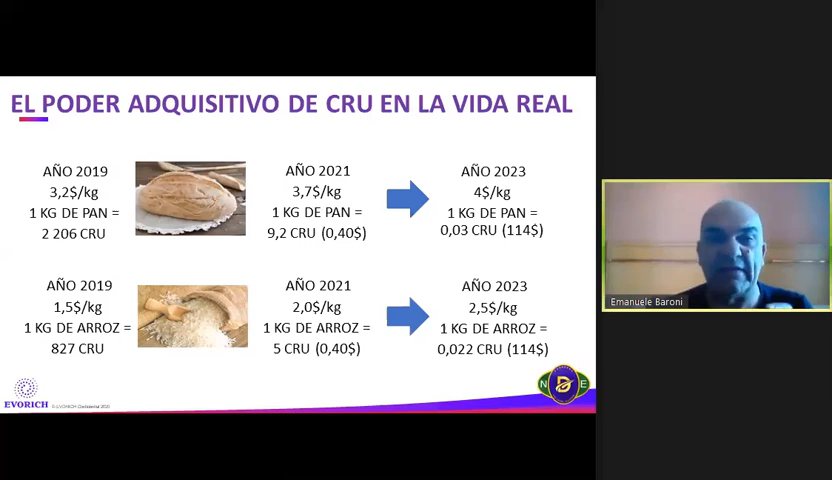 EL PODER ADQUISITIVO DE CRU EN LA VIDA REAL
AÑO 2019
3,2$/kg
1 KG DE PAN =
2 206 CRU
AÑO 2021
3,7$/kg
1 KG DE PAN =
9,2 CRU (0,40$)
AÑO 2023
4$/kg
1 KG DE PAN =
0,03 CRU (114$)
AÑO 2019
1,5$/kg
1 KG DE ARROZ =
827 CRU
AÑO 2021
2,0$/kg
1 KG DE ARROZ =
5 CRU (0,40$)
AÑO 2023
2,5$/kg
1 KG DE ARROZ =
0,022 CRU (114$)
EVORICH
© EVORICH Confidential, 2021
N E
Emanuele Baroni